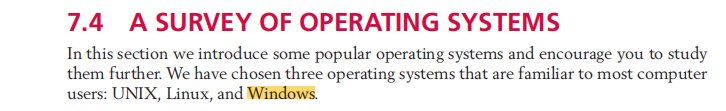 7.4 A SURVEY OF OPERATING SYSTEMS
In this section we introduce some popular operating systems and encourage you to study
them further. We have chosen three operating systems that are familiar to most computer
users: UNIX, Linux, and Windows.